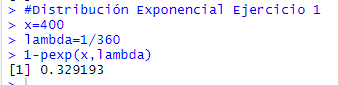 > #Distribución Exponencial Ejercicio 1
> x=400
> lambda=1/360
> 1-pexp(x,lambda)
[1] 0.329193
>